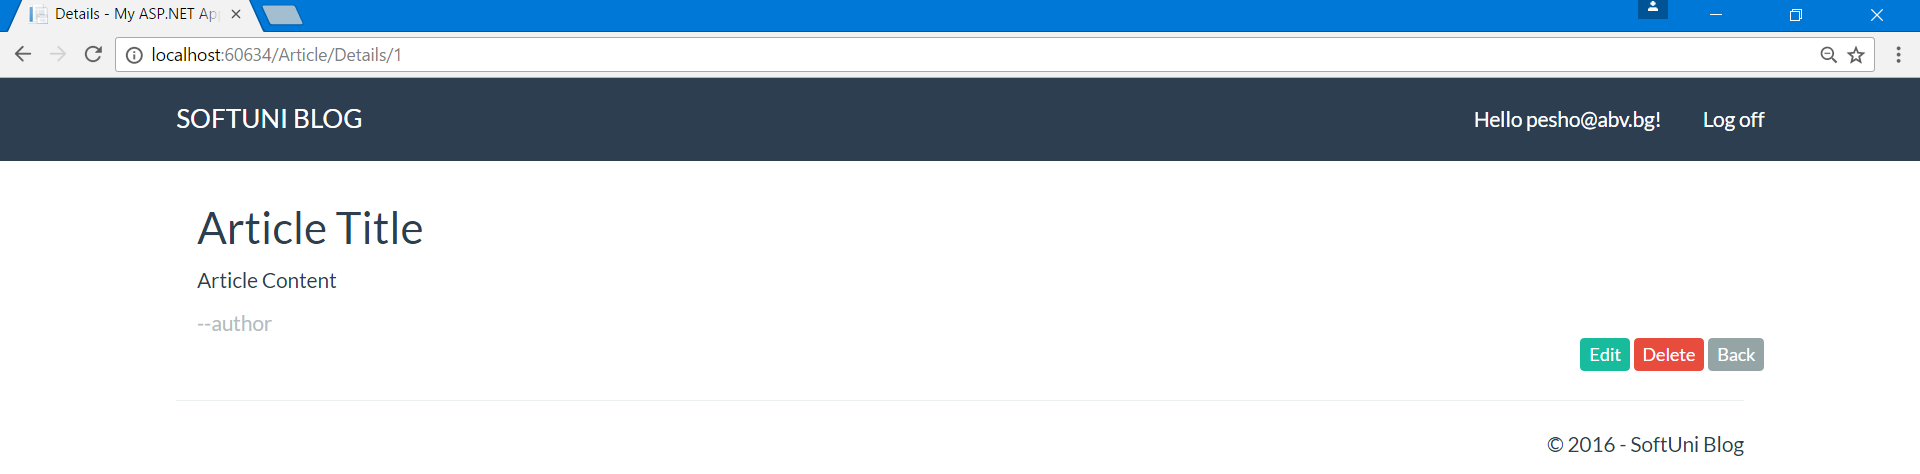 Details - My ASP.NET Ap
localhost:60634/Article/Details/1
SOFTUNI BLOG
Hello pesho@abv.bg!
Log off
Article Title
Article Content
--author
Edit Delete Back
© 2016 - SoftUni Blog